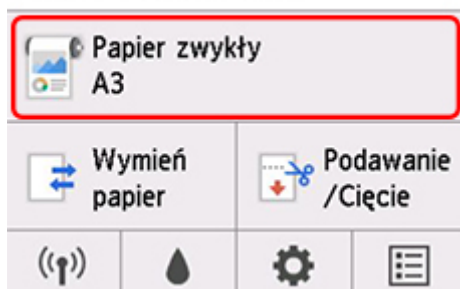 Papier zwykły
A3
Wymień
papier
Podawanie
/Cięcie